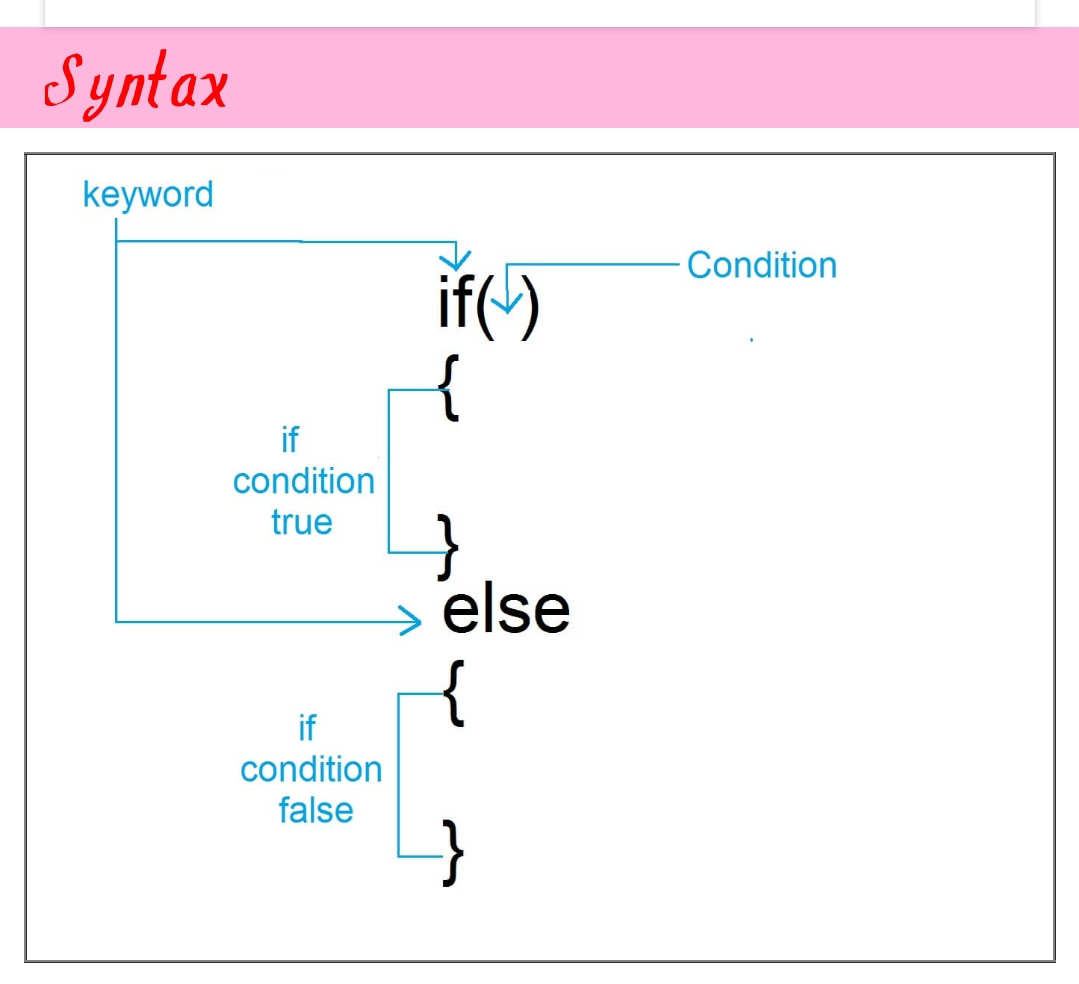 Syntax
keyword
if( )
Condition
{
if
condition
true
}
else
{
if
condition
false
}